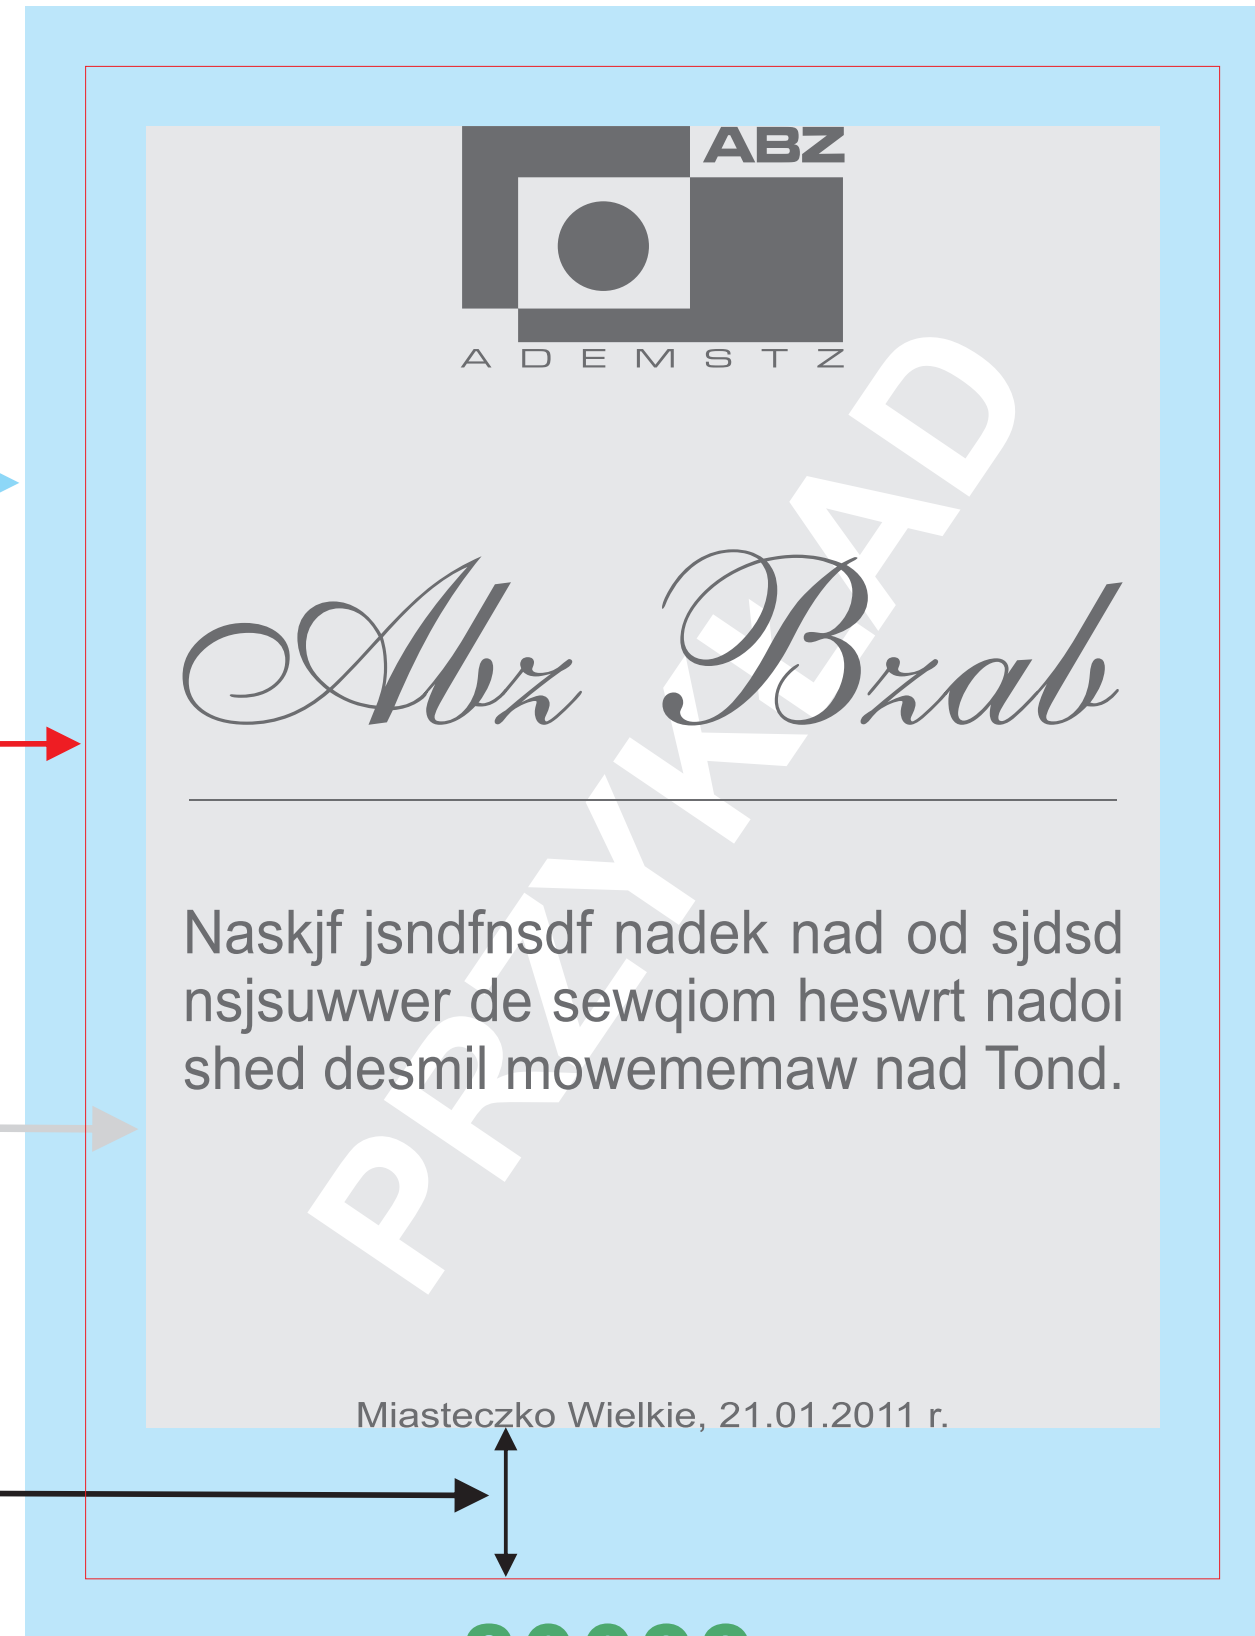 ABZ
ADEMSTZ
Abz Bzab
PRZYKŁAD
Naskjf jsndfnsdf nadek nad od sjdsd
nsjsuwwer de sewqiom heswrt nadoi
shed desmil mowememaw nad Tond.
Miasteczko Wielkie, 21.01.2011 r.